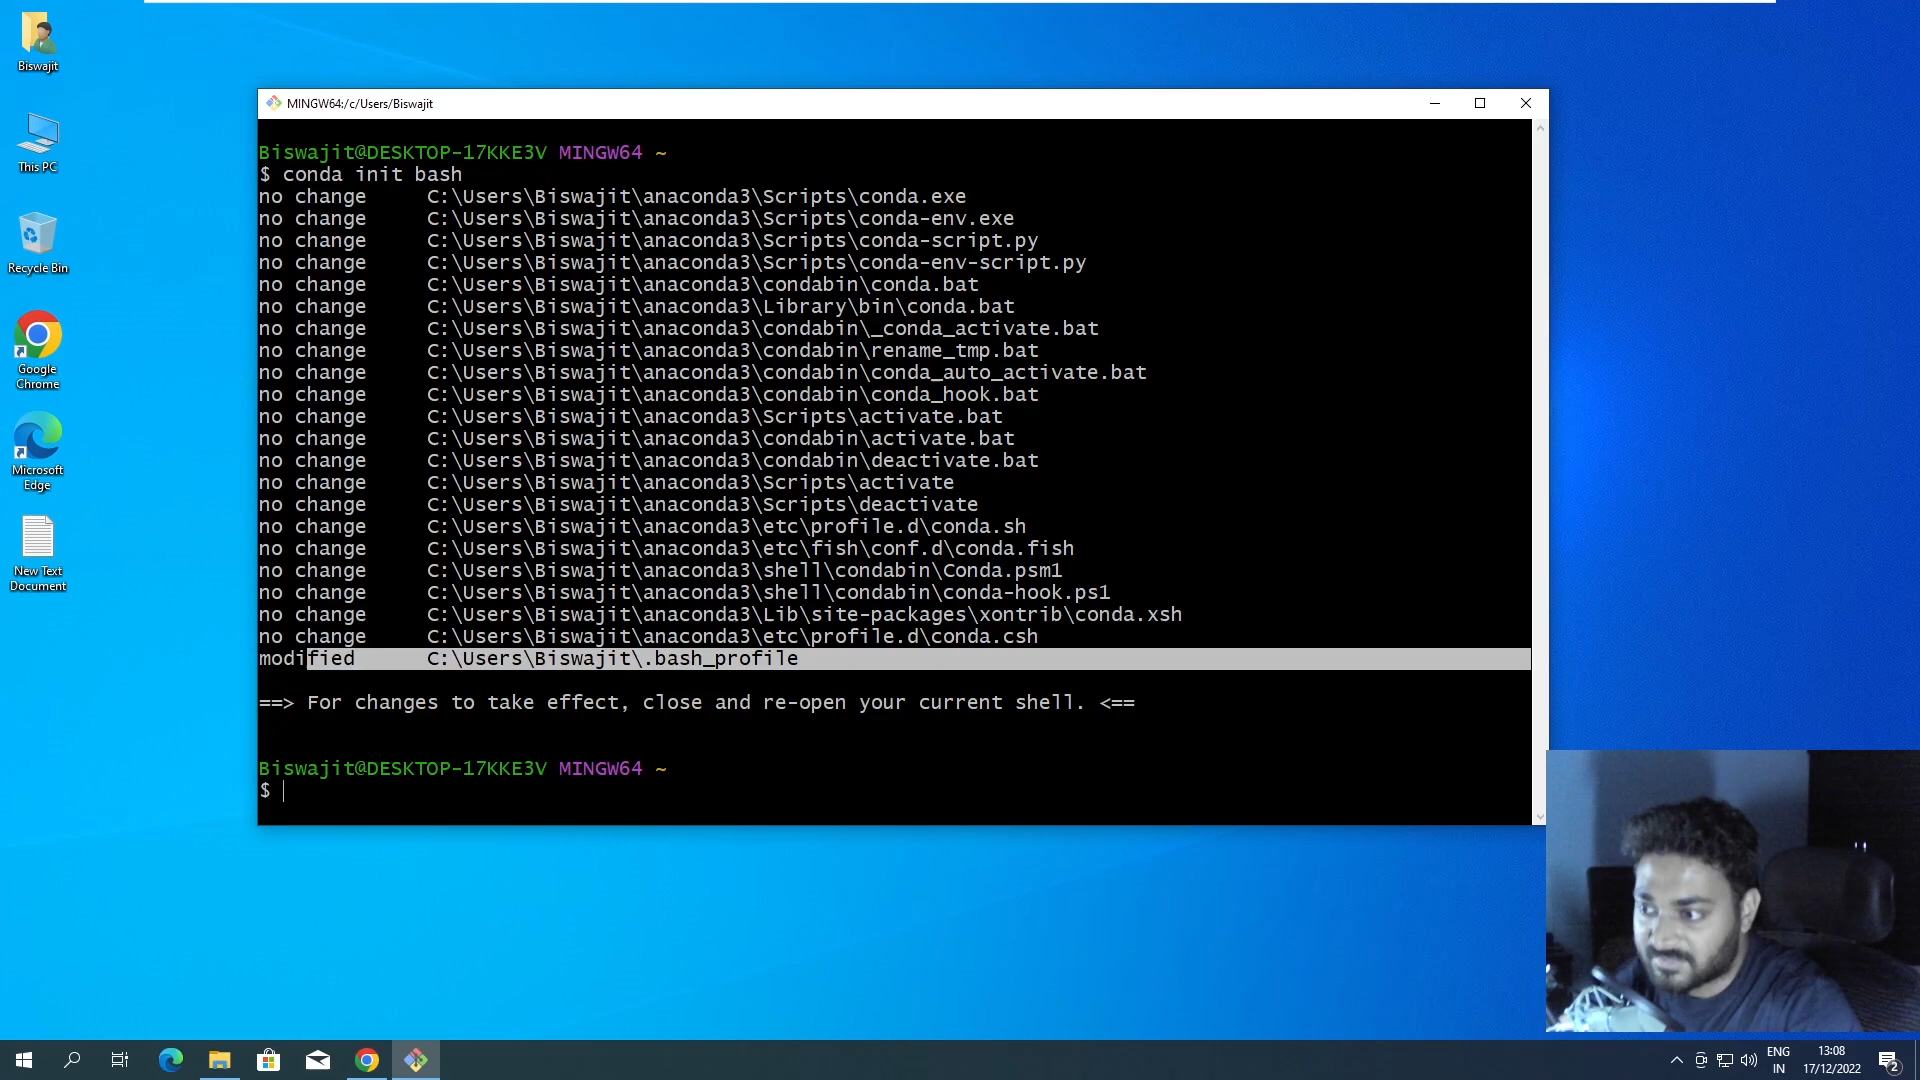 Biswajit
This PC
Recycle Bin
Google
Chrome
Microsoft
Edge
New Text
Document
MINGW64:/c/Users/Biswajit
Biswajit@DESKTOP-17KKE3V MINGW64 ~
$ conda init bash
no change     C:\Users\Biswajit\anaconda3\Scripts\conda.exe
no change     C:\Users\Biswajit\anaconda3\Scripts\conda-env.exe
no change     C:\Users\Biswajit\anaconda3\Scripts\conda-script.py
no change     C:\Users\Biswajit\anaconda3\Scripts\conda-env-script.py
no change     C:\Users\Biswajit\anaconda3\condabin\conda.bat
no change     C:\Users\Biswajit\anaconda3\Library\bin\conda.bat
no change     C:\Users\Biswajit\anaconda3\condabin\_conda_activate.bat
no change     C:\Users\Biswajit\anaconda3\condabin\rename_tmp.bat
no change     C:\Users\Biswajit\anaconda3\condabin\conda_auto_activate.bat
no change     C:\Users\Biswajit\anaconda3\condabin\conda_hook.bat
no change     C:\Users\Biswajit\anaconda3\Scripts\activate.bat
no change     C:\Users\Biswajit\anaconda3\condabin\activate.bat
no change     C:\Users\Biswajit\anaconda3\condabin\deactivate.bat
no change     C:\Users\Biswajit\anaconda3\Scripts\activate
no change     C:\Users\Biswajit\anaconda3\Scripts\deactivate
no change     C:\Users\Biswajit\anaconda3\etc\profile.d\conda.sh
no change     C:\Users\Biswajit\anaconda3\etc\fish\conf.d\conda.fish
no change     C:\Users\Biswajit\anaconda3\shell\condabin\Conda.psm1
no change     C:\Users\Biswajit\anaconda3\shell\condabin\conda-hook.ps1
no change     C:\Users\Biswajit\anaconda3\Lib\site-packages\xontrib\conda.xsh
no change     C:\Users\Biswajit\anaconda3\etc\profile.d\conda.csh
modified      C:\Users\Biswajit\.bash_profile
==> For changes to take effect, close and re-open your current shell. <==
Biswajit@DESKTOP-17KKE3V MINGW64 ~
$
ENG
IN
13:08
17/12/2022
2